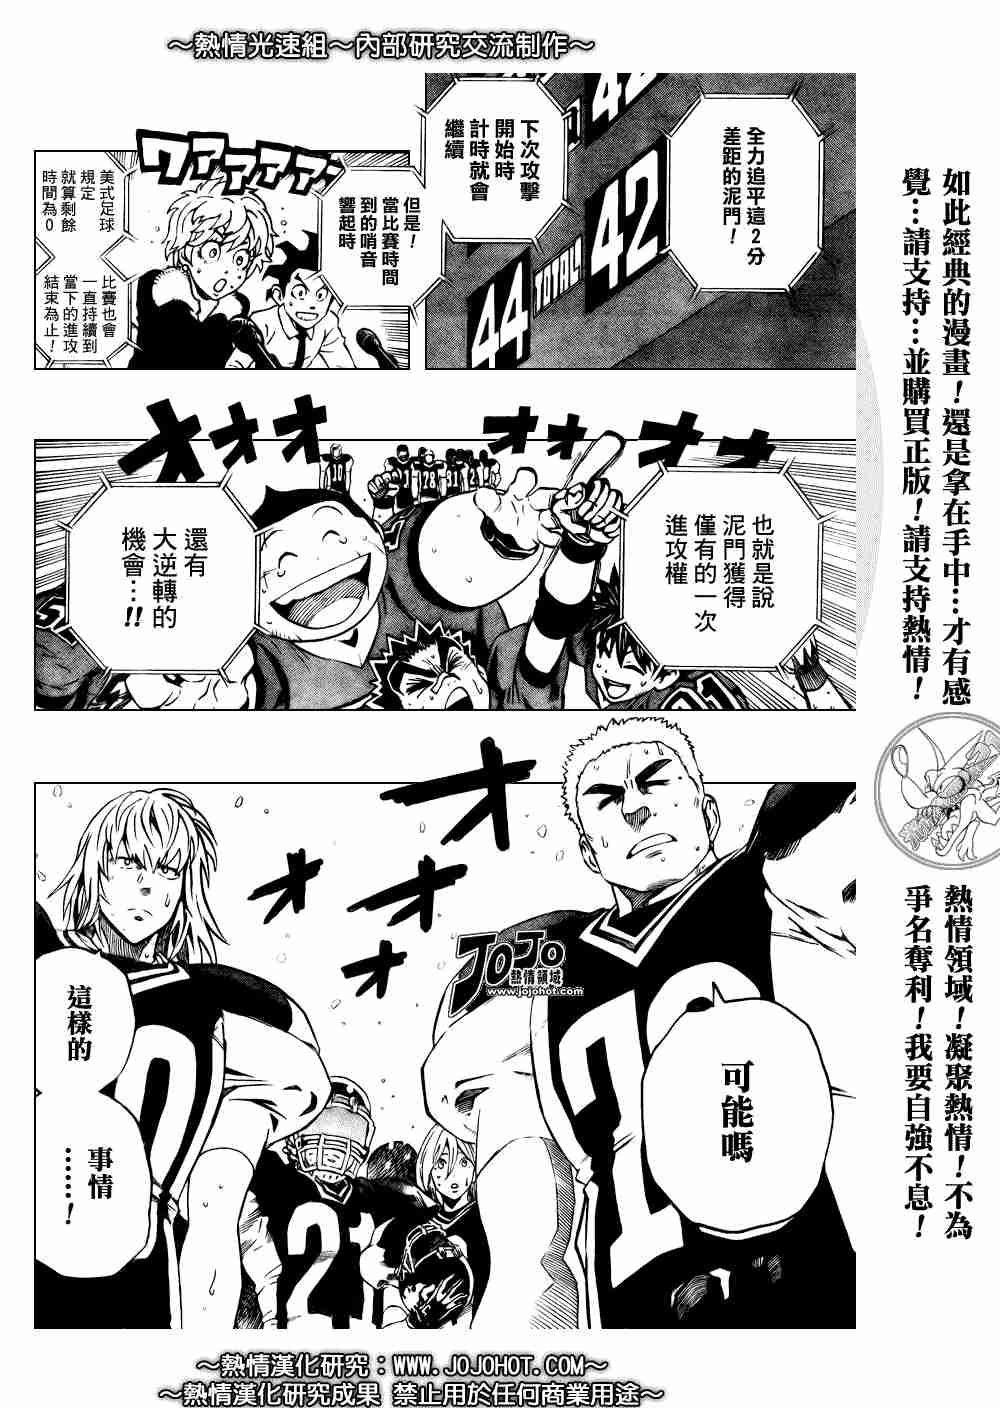 ～熱情光速組～內部研究交流制作～
全力追平這2分
差距的泥門！
42
42
TOTAL
44
下次攻擊
開始時
計時就會
繼續
但是！
當比賽時間
到的哨音
響起時
ワアアアア
美式足球
規定
就算剩餘
時間為0
比賽也會
一直持續到
當下的進攻
結束為止！
オオオオ
10
78
31
2
也就是說
泥門獲得
僅有的一次
進攻權
還有
大逆轉的
機會…!!
オオオオ
可能嗎
這樣的
事情
……！
21
JOJO
熱情領域
www.jojohot.com
如此經典的漫畫！還是拿在手中…才有感
覺…請支持…並購買正版！請支持熱情！
熱情領域！凝聚熱情！不為
爭名奪利！我要自強不息！
～熱情漢化研究：WWW.JOJOHOT.COM～
～熱情漢化研究成果 禁止用於任何商業用途～